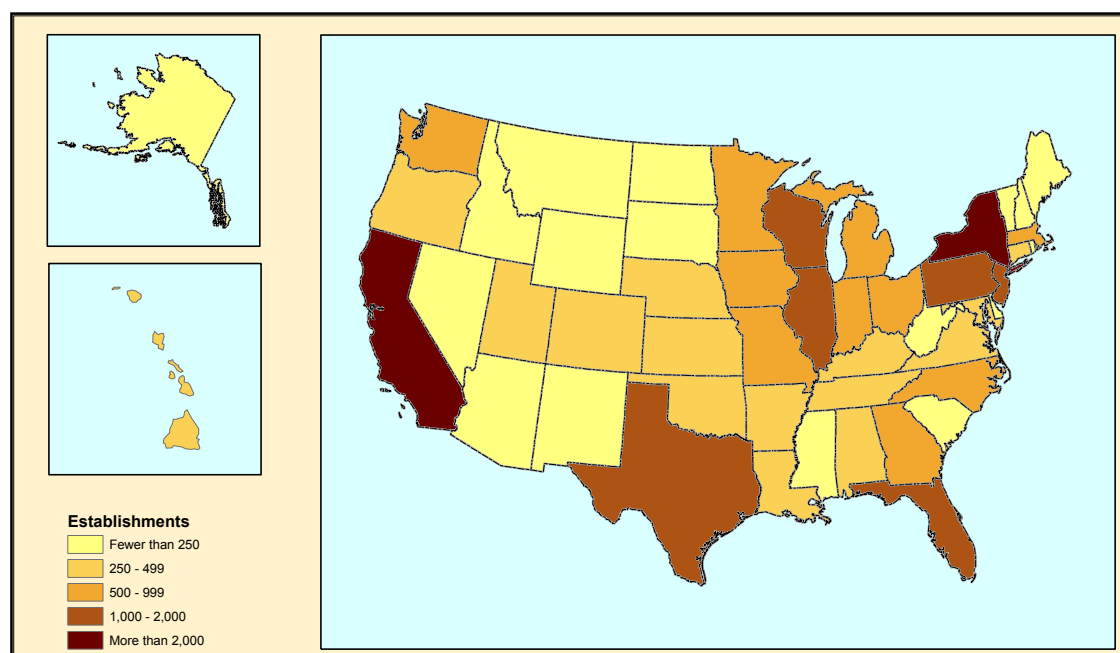 Establishments
Fewer than 250
250 - 499
500 - 999
1,000 - 2,000
More than 2,000